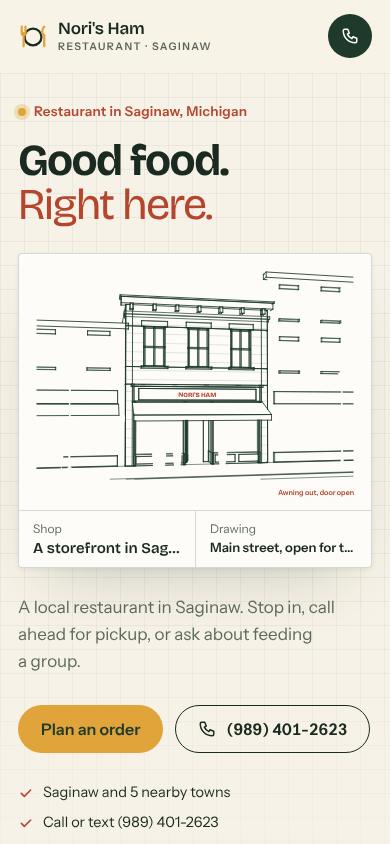 Nori's Ham
RESTAURANT · SAGINAW
Restaurant in Saginaw, Michigan
Good food.
Right here.
NORI'S HAM
Awning out, door open
Shop
A storefront in Sag...
Drawing
Main street, open for t...
A local restaurant in Saginaw. Stop in, call
ahead for pickup, or ask about feeding
a group.
Plan an order
(989) 401-2623
Saginaw and 5 nearby towns
Call or text (989) 401-2623